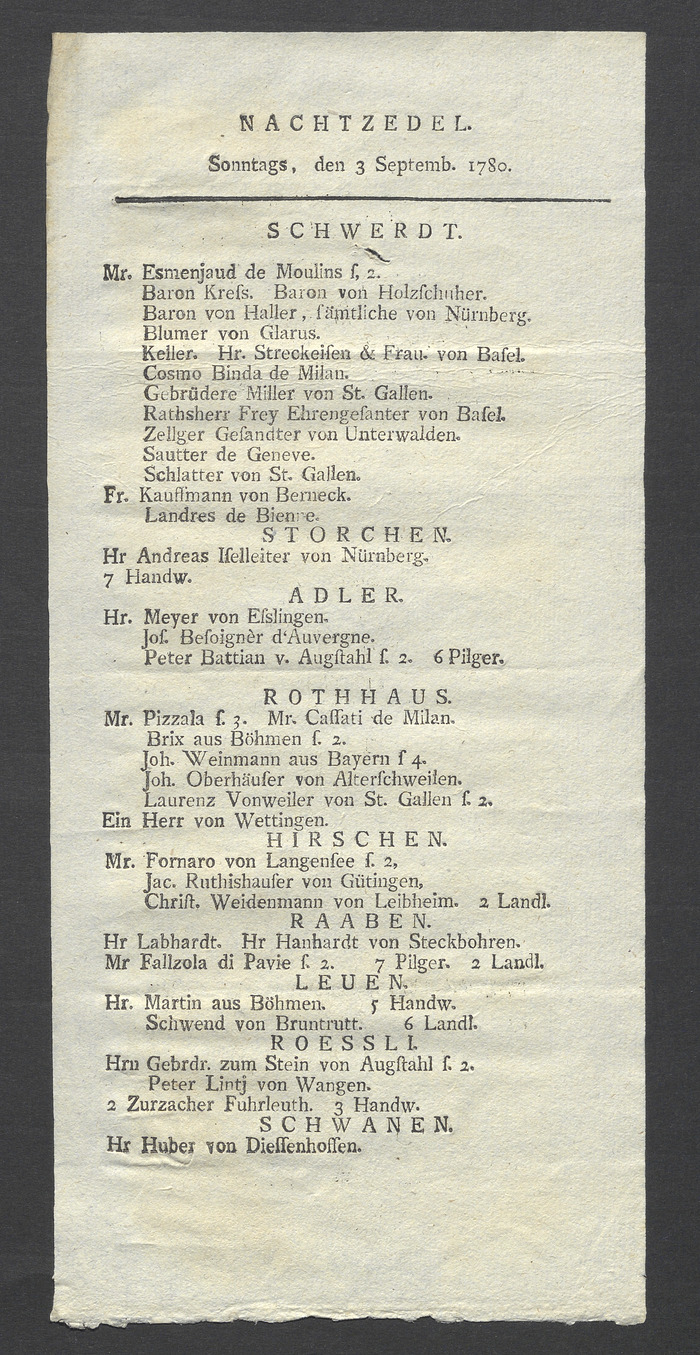 NACHTZEDEL.
Sonntags, den 3 Septemb. 1780.
SCHWERDT.
Mr. Esmenjaud de Moulins ſ, 2.
Baron Kreſs. Baron von Holzſchuher.
Baron von Haller, ſämtliche von Nürnberg.
Blumer von Glarus.
Keller. Hr. Streckeiſen & Frau. von Baſel.
Cosmo Binda de Milan.
Gebrüdere Miller von St. Gallen.
Rathsherr Frey Ehrengeſanter von Baſel.
Zellger Geſandter von Unterwalden.
Sautter de Geneve.
Schlatter von St. Gallen.
Fr. Kauffmann von Berneck.
Landres de Bienne.
STORCHEN.
Hr Andreas Iſelleiter von Nürnberg.
7 Handw.
ADLER.
Hr. Meyer von Eſslingen.
Joſ. Beſoignèr d'Auvergne.
Peter Battian v. Augſtahl ſ. 2. 6 Pilger.
ROTHHAUS.
Mr. Pizzala ſ. 3. Mr. Caſſati de Milan.
Brix aus Böhmen ſ. 2.
Joh. Weinmann aus Bayern ſ 4.
Joh. Oberhäuſer von Alterſchweilen.
Laurenz Vonweiler von St. Gallen ſ. 2.
Ein Herr von Wettingen.
HIRSCHEN.
Mr. Fornaro von Langenſee ſ. 2,
Jac. Ruthishauſer von Gütingen,
Chriſt. Weidenmann von Leibheim. 2 Landl.
RAABEN.
Hr Labhardt. Hr Hanhardt von Steckbohren.
Mr Fallzola di Pavie ſ. 2. 7 Pilger. 2 Landl.
LEUEN.
Hr. Martin aus Böhmen. 5 Handw.
Schwend von Bruntrutt. 6 Landl.
ROESSLI.
Hrn Gebrdr. zum Stein von Augſtahl ſ. 2.
Peter Lintj von Wangen.
2 Zurzacher Fuhrleuth. 3 Handw.
SCHWANEN.
Hr Huber von Dieſſenhoffen.